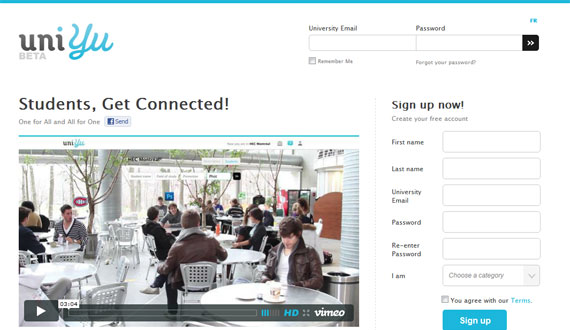 FR
uniYu
BETA
University Email
Password
Remember Me
Forgot your password?
Students, Get Connected!
One for All and All for One
Send
uniYu
HEC Montréal
03:04
HD
vimeo
Sign up now!
Create your free account
First name
Last name
University
Email
Password
Re-enter
Password
I am
Choose a category
You agree with our Terms.
Sign up